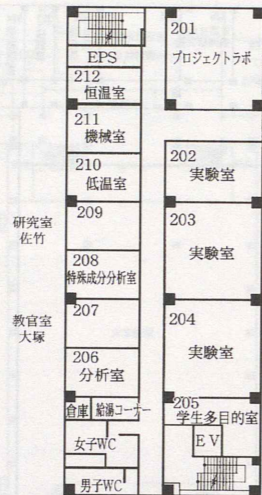 EPS
212
恒温室
211
機械室
210
低温室
209
研究室
佐竹
208
特殊成分分析室
207
教官室
大塚
206
分析室
倉庫
給湯コーナー
女子WC
男子WC
201
プロジェクトラボ
202
実験室
203
実験室
204
実験室
205
学生多目的室
EV